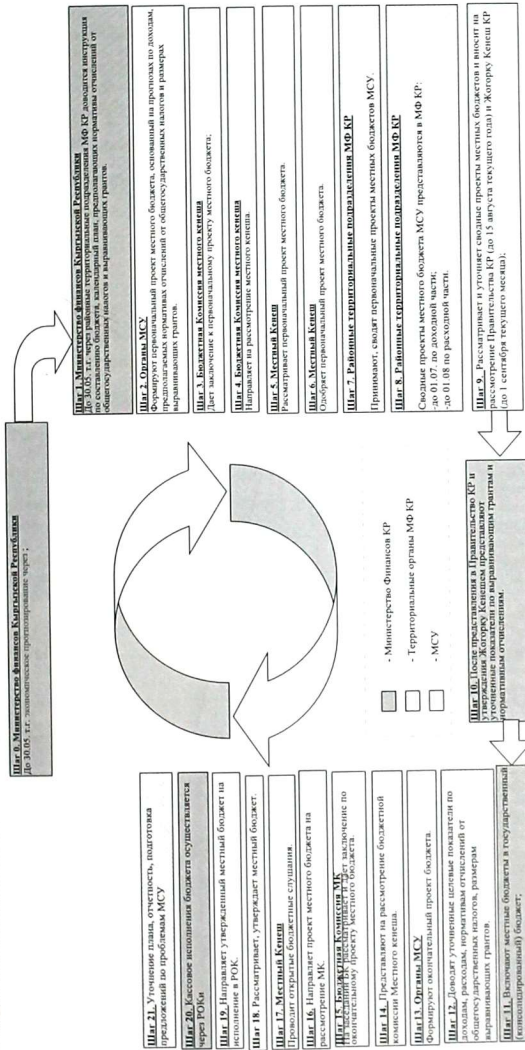 Шаг 0. Министерство финансов Кыргызской Республики
До 30.05. т.г. экономическое прогнозирование через ;
Шаг 1. Министерство финансов Кыргызской Республики
До 30.05. т.г. через районные территориальные подразделения МФ КР доводится инструкция
по составлению бюджета, календарный план, предполагающих нормативы отчислений от
общегосударственных налогов и выравнивающих грантов.
Шаг 2. Органы МСУ
Формируют первоначальный проект местного бюджета, основанный на прогнозах по доходам,
предполагаемых нормативах отчислений от общегосударственных налогов и размерах
выравнивающих грантов.
Шаг 3. Бюджетная Комиссия местного кенеша
Дает заключение к первоначальному проекту местного бюджета;
Шаг 4. Бюджетная Комиссия местного кенеша
Направляет на рассмотрение местного кенеша.
Шаг 5. Местный Кенеш
Рассматривает первоначальный проект местного бюджета.
Шаг 6. Местный Кенеш
Одобряет первоначальный проект местного бюджета.
Шаг 7. Районные территориальные подразделения МФ КР
Принимают, сводят первоначальные проекты местных бюджетов МСУ.
Шаг 8. Районные территориальные подразделения МФ КР
Сводные проекты местного бюджета МСУ представляются в МФ КР:
-до 01.07. по доходной части;
-до 01.08 по расходной части.
Шаг 9. Рассматривает и уточняет сводные проекты местных бюджетов и вносит на
рассмотрение Правительства КР (до 15 августа текущего года) и Жогорку Кенеш КР
(до 1 сентября текущего месяца);
Шаг 10. После представления в Правительство КР и
утверждения Жогорку Кенешем представляют
уточненные показатели по выравнивающим грантам и
нормативным отчислениям.
Шаг 11. Включают местные бюджеты в государственный
(консолидированный) бюджет;
Шаг 12. Доводят уточненные целевые показатели по
доходам, расходам, нормативам отчислений от
общегосударственных налогов, размерам
выравнивающих грантов.
Шаг 13. Органы МСУ
Формируют окончательный проект бюджета.
Шаг 14. Представляют на рассмотрение бюджетной
комиссии Местного кенеша.
Шаг 15. Бюджетная Комиссия МК
На заседании БК рассматривает и дает заключение по
окончательному проекту местного бюджета.
Шаг 16. Направляет проект местного бюджета на
рассмотрение МК.
Шаг 17. Местный Кенеш
Проводит открытые бюджетные слушания.
Шаг 18. Рассматривает, утверждает местный бюджет.
Шаг 19. Направляет утвержденный местный бюджет на
исполнение в РОК.
Шаг 20. Кассовое исполнения бюджета осуществляется
через РОКи
Шаг 21. Уточнение плана, отчетность, подготовка
предложений по проблемам МСУ
- Министерство Финансов КР
- Территориальные органы МФ КР
- МСУ